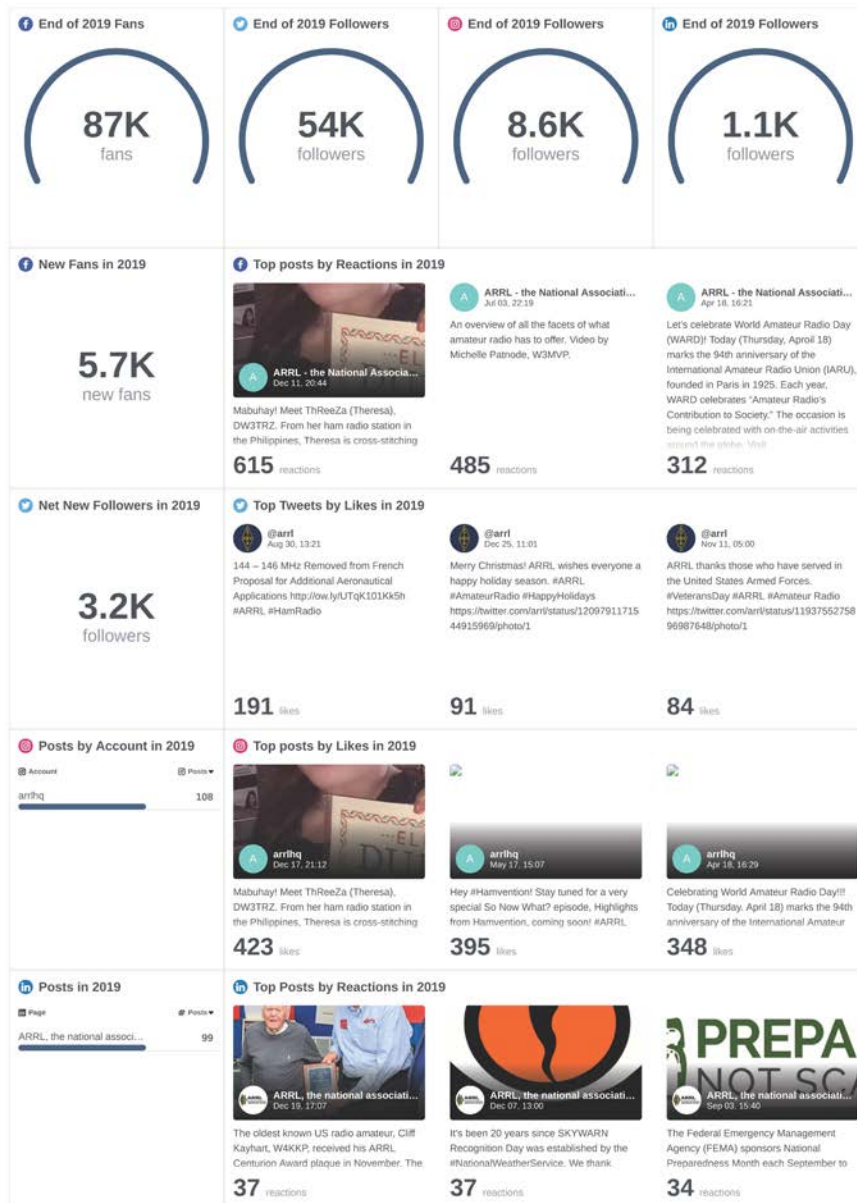 End of 2019 Fans
87K
fans
End of 2019 Followers
54K
followers
End of 2019 Followers
8.6K
followers
End of 2019 Followers
1.1K
followers
New Fans in 2019
5.7K
new fans
Top posts by Reactions in 2019
A
ARRL - the National Associa...
Dec 11, 20:44
Mabuhay! Meet ThReeZa (Theresa),
DW3TRZ. From her ham radio station in
the Philippines, Theresa is cross-stitching
615 reactions
A
ARRL - the National Associati...
Jul 03, 22:19
An overview of all the facets of what
amateur radio has to offer. Video by
Michelle Patnode, W3MVP.
485 reactions
A
ARRL - the National Associati...
Apr 18, 16:21
Let's celebrate World Amateur Radio Day
(WARD)! Today (Thursday, Aproil 18)
marks the 94th anniversary of the
International Amateur Radio Union (IARU),
founded in Paris in 1925. Each year,
WARD celebrates "Amateur Radio's
Contribution to Society." The occasion is
being celebrated with on-the-air activities
around the globe. Visit
312 reactions
Net New Followers in 2019
3.2K
followers
Top Tweets by Likes in 2019
@arrl
Aug 30, 13:21
144 – 146 MHz Removed from French
Proposal for Additional Aeronautical
Applications http://ow.ly/UTqK101Kk5h
#ARRL #HamRadio
191 likes
@arrl
Dec 25, 11:01
Merry Christmas! ARRL wishes everyone a
happy holiday season. #ARRL
#AmateurRadio #HappyHolidays
https://twitter.com/arrl/status/12097911715
44915969/photo/1
91 likes
@arrl
Nov 11, 05:00
ARRL thanks those who have served in
the United States Armed Forces.
#VeteransDay #ARRL #Amateur Radio
https://twitter.com/arrl/status/11937552758
96987648/photo/1
84 likes
Posts by Account in 2019
Account Posts
arrlhq 108
Top posts by Likes in 2019
A
arrlhq
Dec 17, 21:12
Mabuhay! Meet ThReeZa (Theresa),
DW3TRZ. From her ham radio station in
the Philippines, Theresa is cross-stitching
423 likes
A
arrlhq
May 17, 15:07
Hey #Hamvention! Stay tuned for a very
special So Now What? episode, Highlights
from Hamvention, coming soon! #ARRL
395 likes
A
arrlhq
Apr 18, 16:29
Celebrating World Amateur Radio Day!!!
Today (Thursday, April 18) marks the 94th
anniversary of the International Amateur
348 likes
Posts in 2019
Page # Posts
ARRL, the national associ... 99
Top Posts by Reactions in 2019
ARRL, the national associati...
Dec 19, 17:07
The oldest known US radio amateur, Cliff
Kayhart, W4KKP, received his ARRL
Centurion Award plaque in November. The
37 reactions
ARRL, the national associati...
Dec 07, 13:00
It's been 20 years since SKYWARN
Recognition Day was established by the
#NationalWeatherService. We thank
37 reactions
PREPA
NOT SCA
ARRL, the national associati...
Sep 03, 15:40
The Federal Emergency Management
Agency (FEMA) sponsors National
Preparedness Month each September to
34 reactions